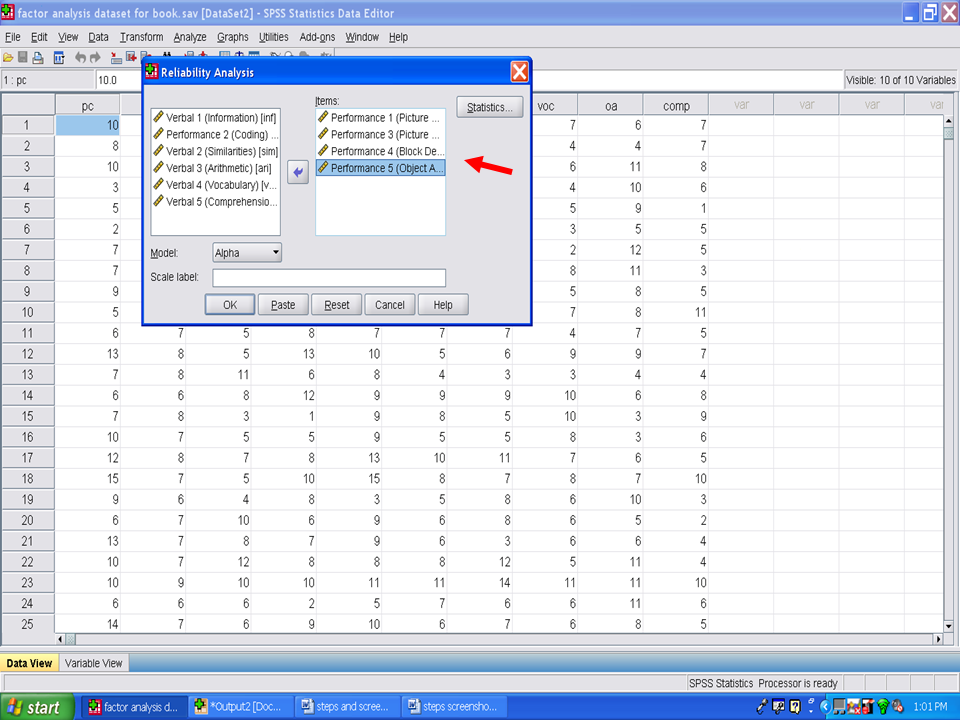 factor analysis dataset for book.sav [DataSet2] - SPSS Statistics Data Editor
File Edit View Data Transform Analyze Graphs Utilities Add-ons Window Help
1 : pc 10.0 Visible: 10 of 10 Variables
Reliability Analysis
Items:
Statistics...
Verbal 1 (Information) [inf]
Performance 2 (Coding) ...
Verbal 2 (Similarities) [sim]
Verbal 3 (Arithmetic) [ari]
Verbal 4 (Vocabulary) [v...
Verbal 5 (Comprehensio...
Performance 1 (Picture ...
Performance 3 (Picture ...
Performance 4 (Block De...
Performance 5 (Object A...
Model: Alpha
Scale label:
OK Paste Reset Cancel Help
pc voc oa comp var var var var
1 10 7 6 7
2 8 4 4 7
3 10 6 11 8
4 3 4 10 6
5 5 5 9 1
6 2 3 5 5
7 7 2 12 5
8 7 8 11 3
9 9 5 8 5
10 5 7 8 11
11 6 7 5 8 7 7 7 4 7 5
12 13 8 5 13 10 5 6 9 9 7
13 7 8 11 6 8 4 3 3 4 4
14 6 6 8 12 9 9 9 10 6 8
15 7 8 3 1 9 8 5 10 3 9
16 10 7 5 5 9 5 5 8 3 6
17 12 8 7 8 13 10 11 7 6 5
18 15 7 5 10 15 8 7 8 7 10
19 9 6 4 8 3 5 8 6 10 3
20 6 7 10 6 9 6 8 6 5 2
21 13 7 8 7 9 6 3 6 6 4
22 10 7 12 8 8 8 12 5 11 4
23 10 9 10 10 11 11 14 11 11 10
24 6 6 6 2 5 7 6 6 11 6
25 14 7 6 9 10 6 7 6 8 5
Data View Variable View
SPSS Statistics Processor is ready
start factor analysis d... *Output2 [Doc... steps and scree... steps screensho... 1:01 PM